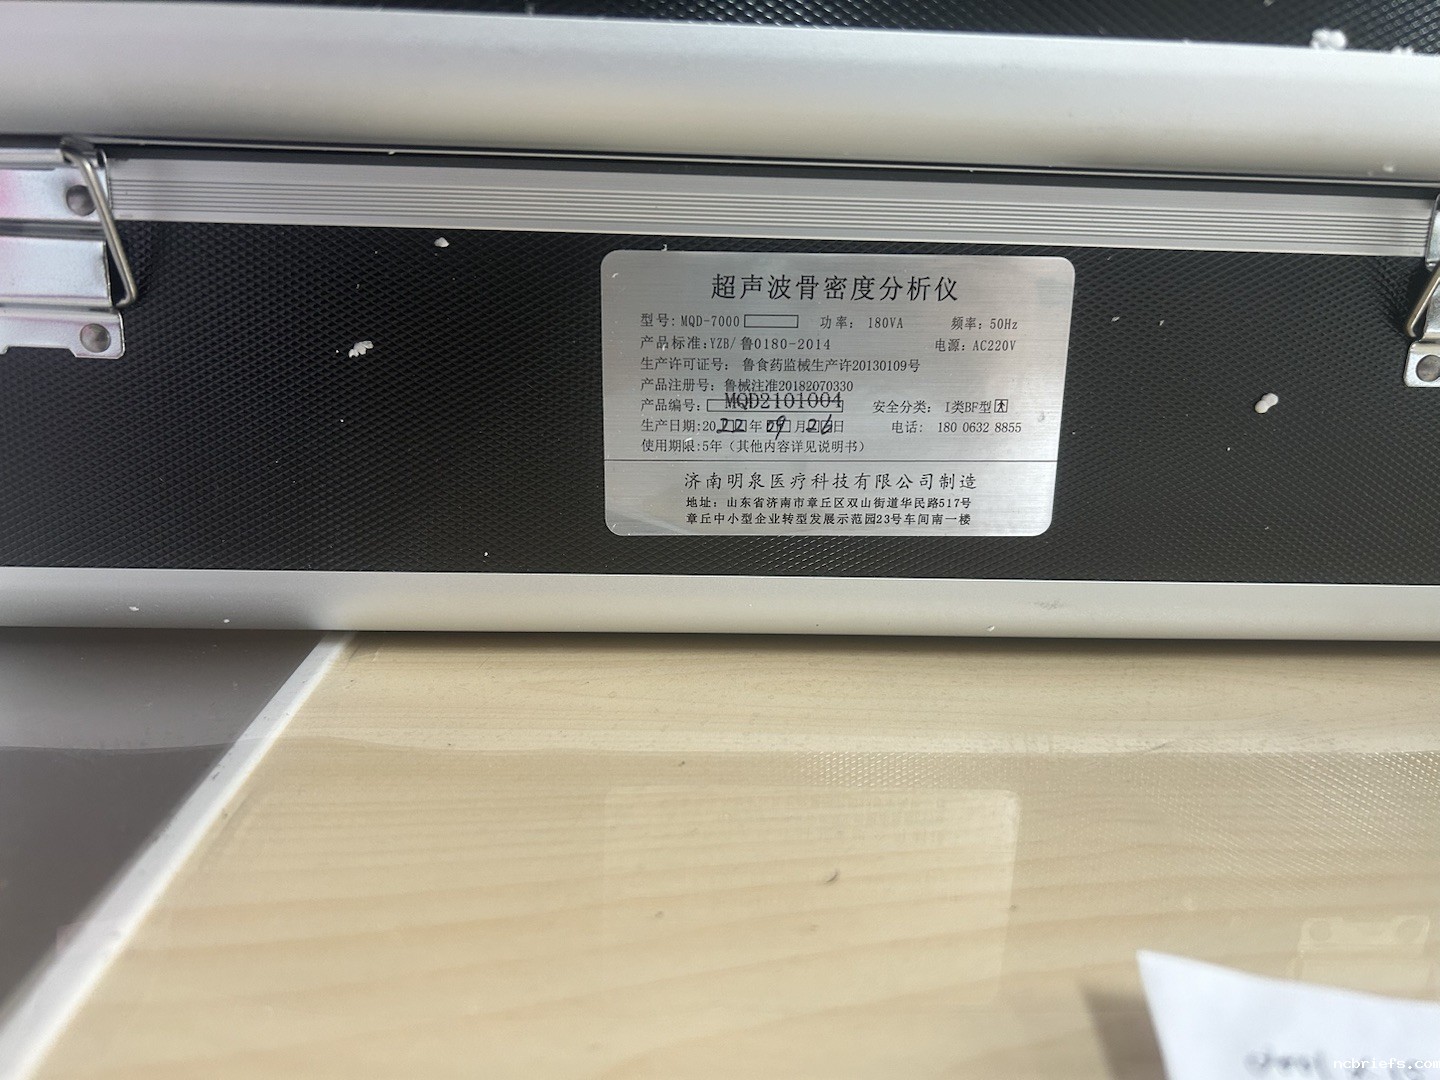 超声波骨密度分析仪
型号:MQD-7000 功率: 180VA 频率: 50Hz
产品标准:YZB/鲁0180-2014 电源: AC220V
生产许可证号: 鲁食药监械生产许20130109号
产品注册号: 鲁械注准20182070330
产品编号: MQD2101004 安全分类: I类BF型
生产日期:2022年09月26日 电话: 180 0632 8855
使用期限:5年（其他内容详见说明书）
济南明泉医疗科技有限公司制造
地址: 山东省济南市章丘区双山街道华民路517号
章丘中小型企业转型发展示范园23号车间南一楼
ncbriefs.com